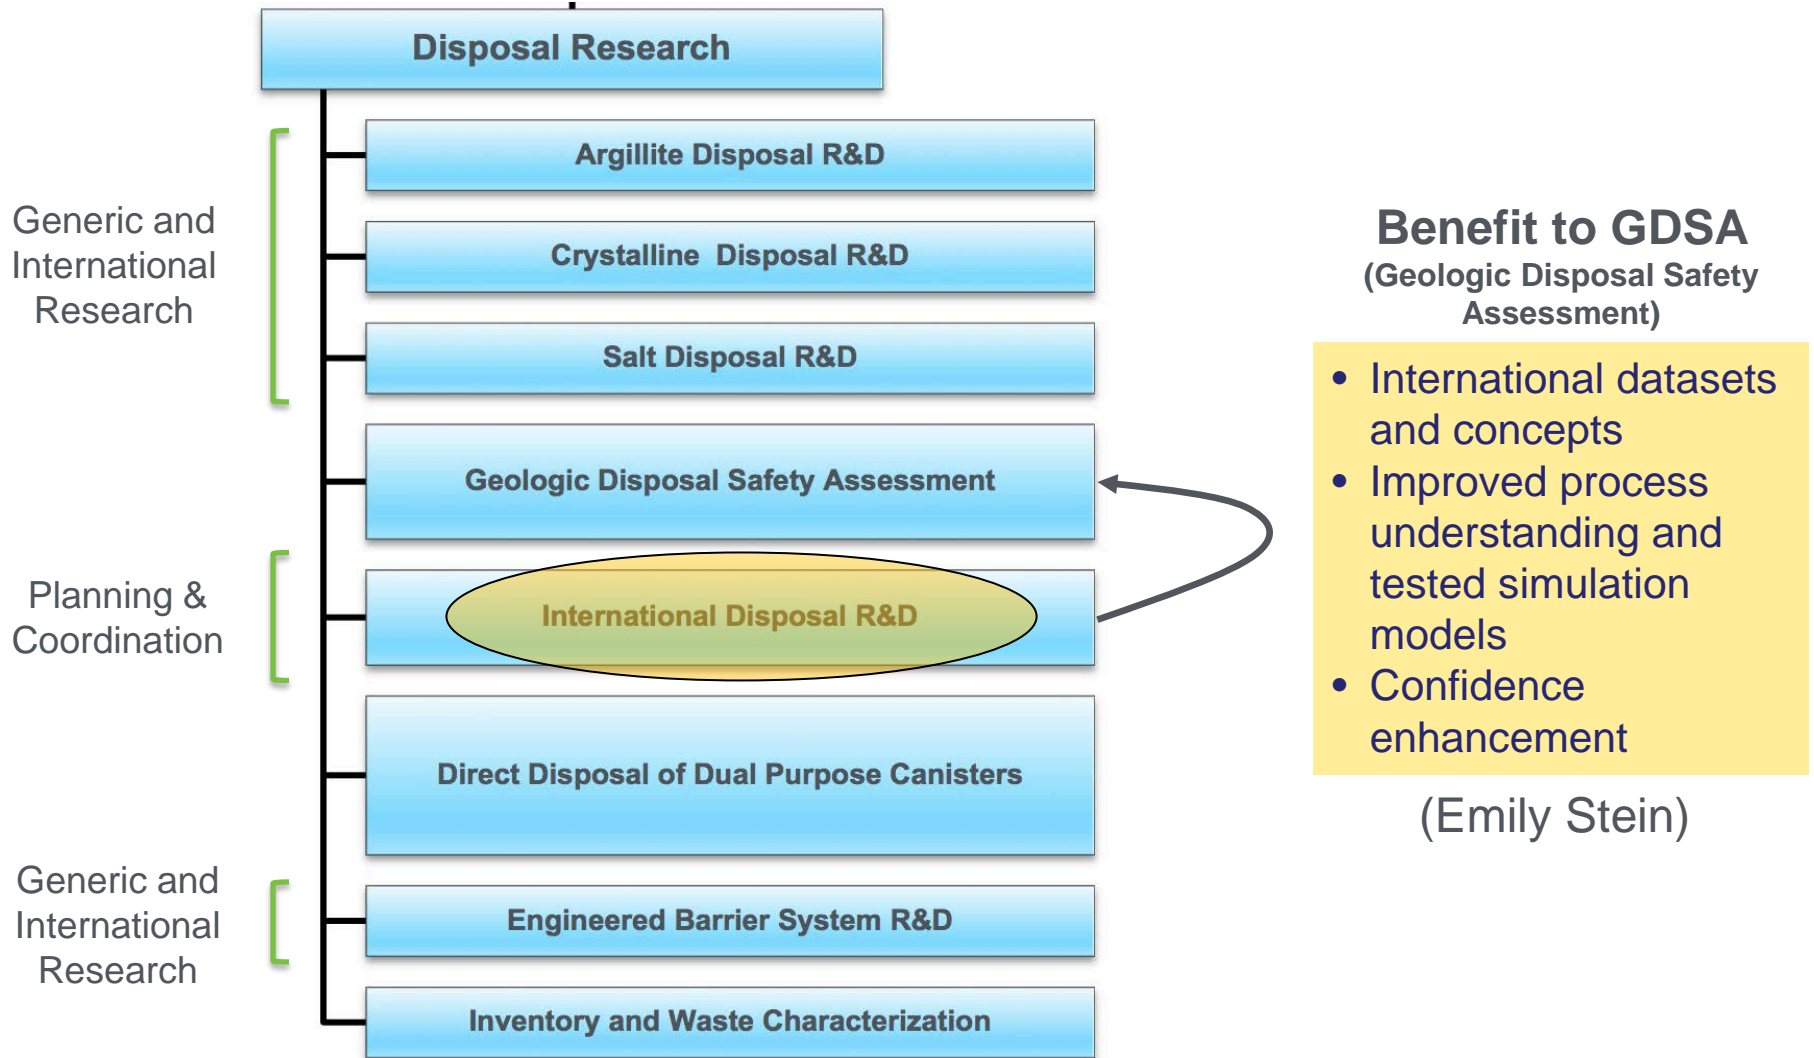 Disposal Research
Generic and
International
Research
Argillite Disposal R&D
Crystalline Disposal R&D
Salt Disposal R&D
Geologic Disposal Safety Assessment
Planning &
Coordination
International Disposal R&D
Direct Disposal of Dual Purpose Canisters
Generic and
International
Research
Engineered Barrier System R&D
Inventory and Waste Characterization
Benefit to GDSA
(Geologic Disposal Safety
Assessment)
• International datasets
and concepts
• Improved process
understanding and
tested simulation
models
• Confidence
enhancement
(Emily Stein)